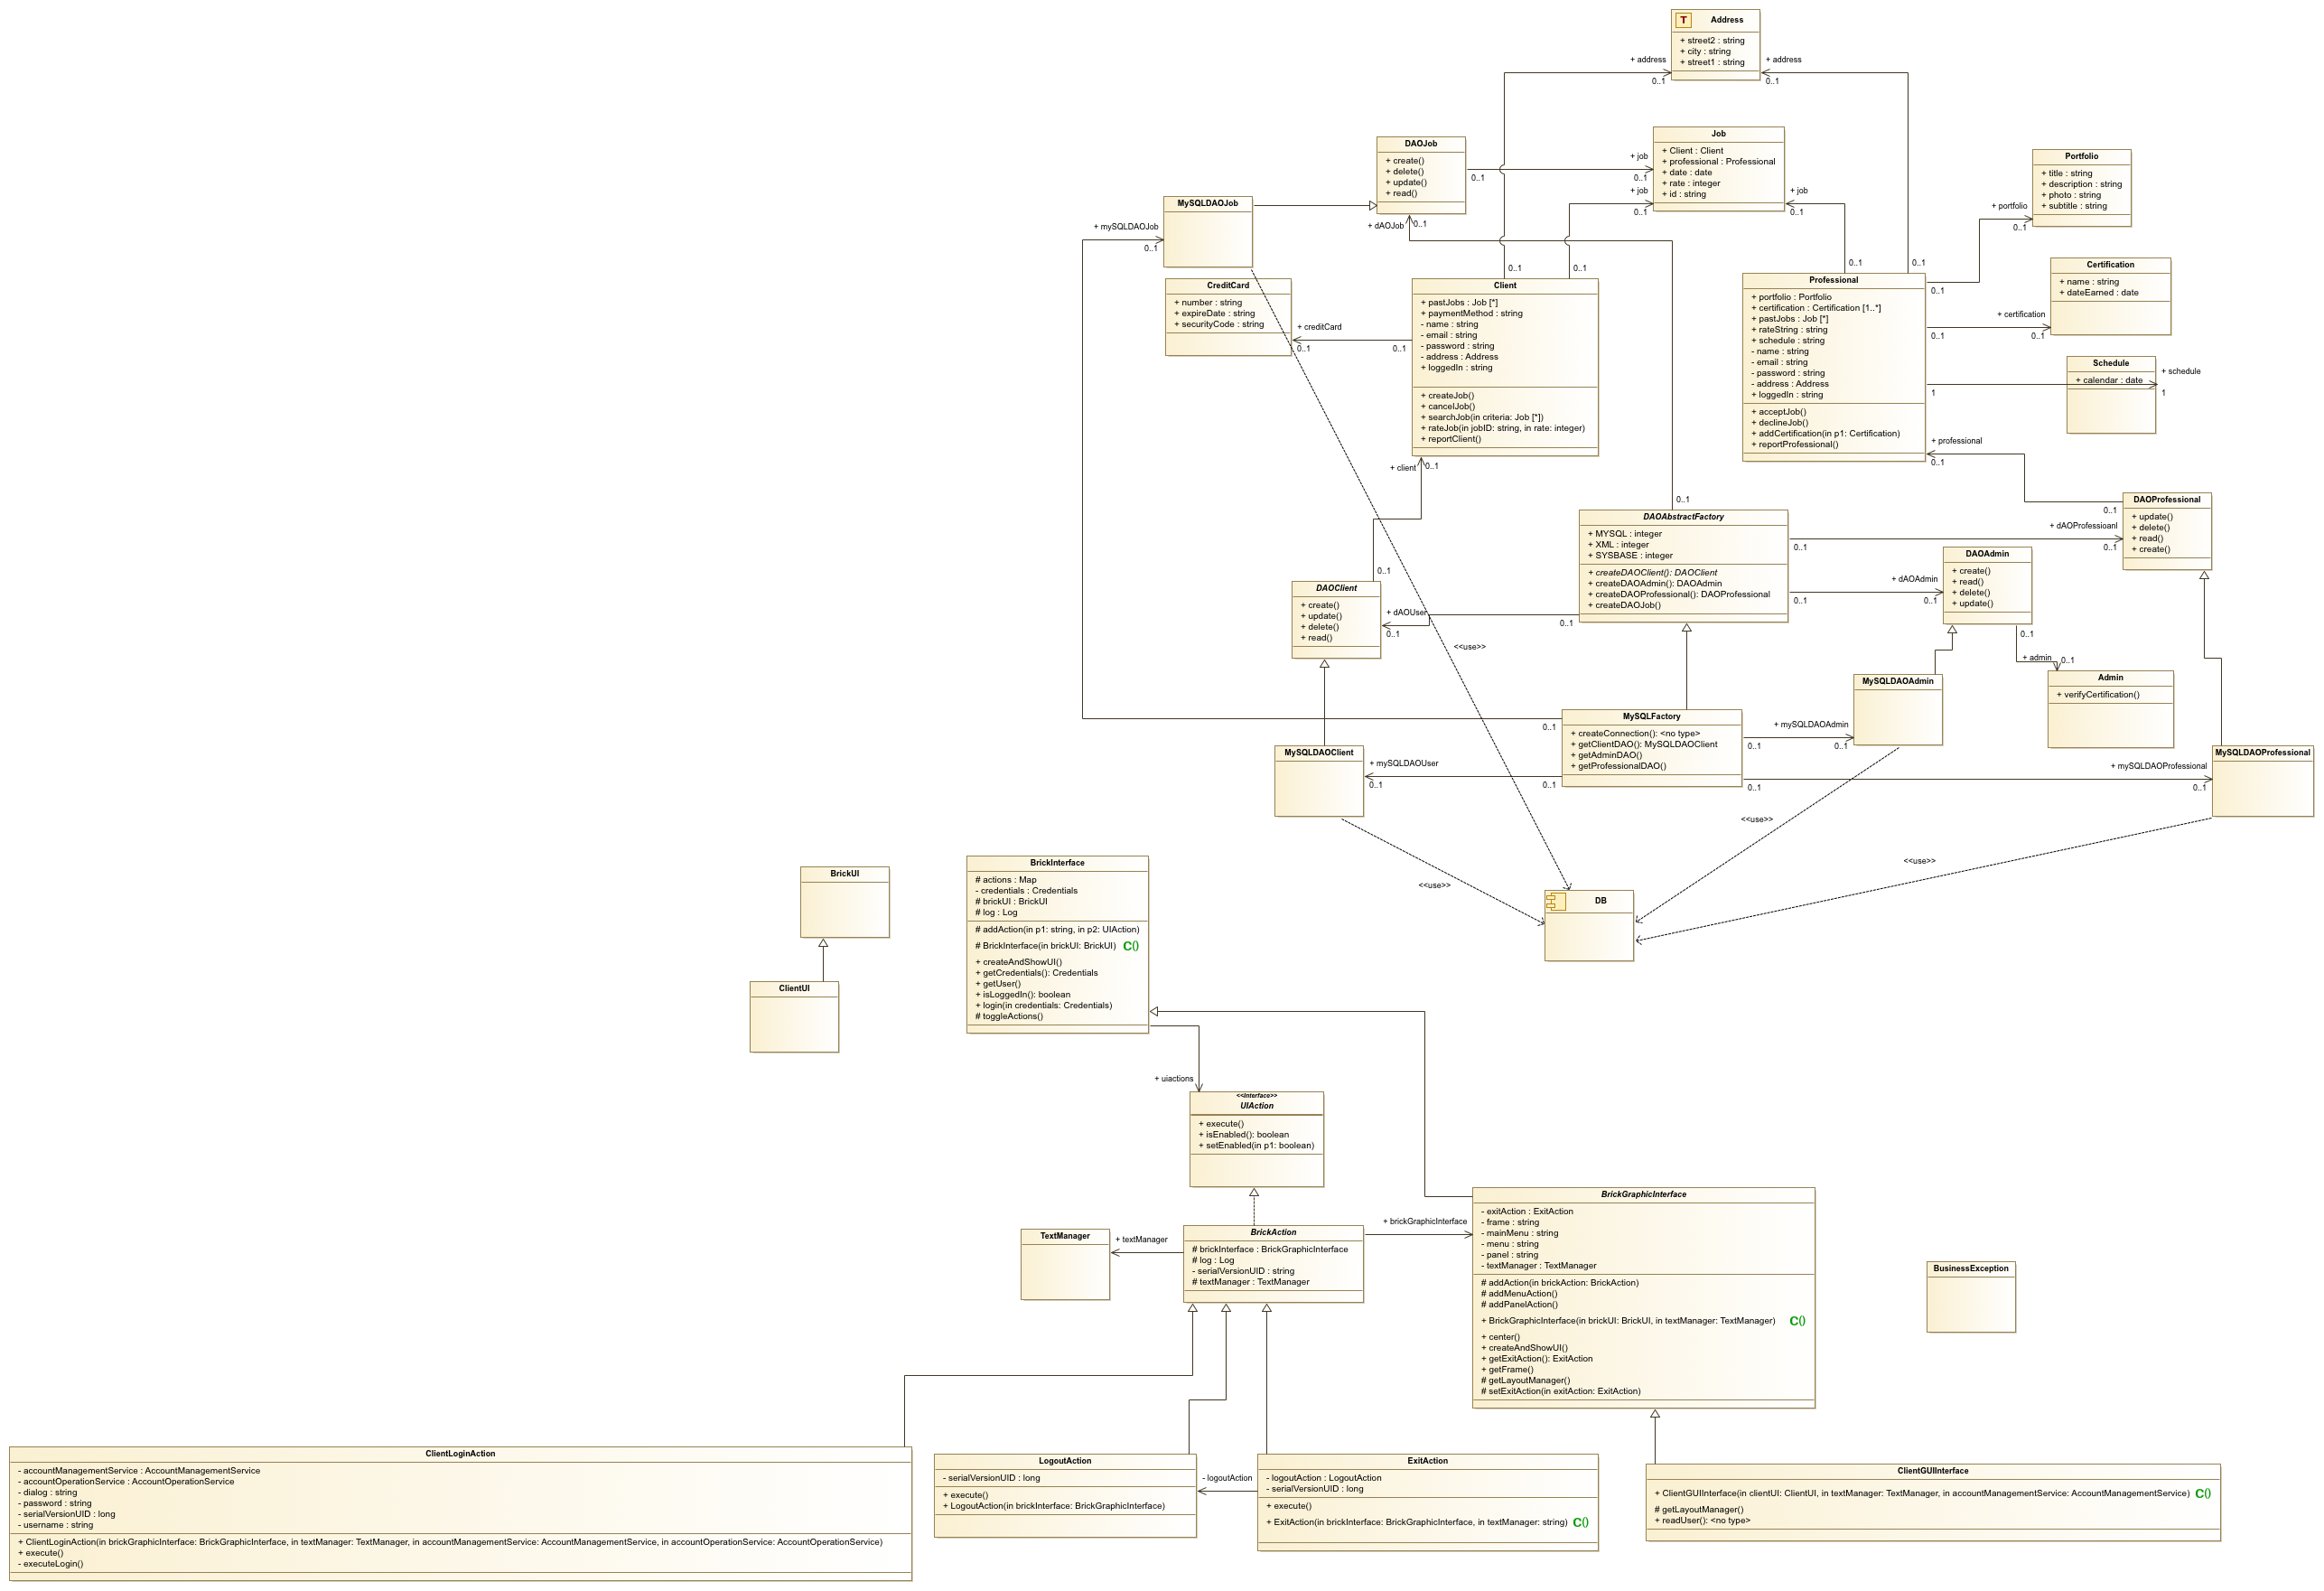 T Address
+ street2 : string
+ city : string
+ street1 : string
+ address
0..1
+ address
0..1
DAOJob
+ create()
+ delete()
+ update()
+ read()
0..1
+ job
0..1
+ job
0..1
Job
+ Client : Client
+ professional : Professional
+ date : date
+ rate : integer
+ id : string
+ job
0..1
Portfolio
+ title : string
+ description : string
+ photo : string
+ subtitle : string
+ portfolio
0..1
MySQLDAOJob
+ mySQLDAOJob
0..1
+ dAOJob
0..1
0..1
0..1
0..1
0..1
Certification
+ name : string
+ dateEarned : date
CreditCard
+ number : string
+ expireDate : string
+ securityCode : string
+ creditCard
0..1
0..1
Client
+ pastJobs : Job [*]
+ paymentMethod : string
- name : string
- email : string
- password : string
- address : Address
+ loggedIn : string
+ createJob()
+ cancelJob()
+ searchJob(in criteria: Job [*])
+ rateJob(in jobID: string, in rate: integer)
+ reportClient()
Professional
+ portfolio : Portfolio
+ certification : Certification [1..*]
+ pastJobs : Job [*]
+ rateString : string
+ schedule : string
- name : string
- email : string
- password : string
- address : Address
+ loggedIn : string
+ acceptJob()
+ declineJob()
+ addCertification(in p1: Certification)
+ reportProfessional()
0..1
+ certification
0..1
0..1
Schedule
+ calendar : date
+ schedule
1
1
+ professional
0..1
+ client
0..1
0..1
DAOAbstractFactory
+ MYSQL : integer
+ XML : integer
+ SYSBASE : integer
+ createDAOClient(): DAOClient
+ createDAOAdmin(): DAOAdmin
+ createDAOProfessional(): DAOProfessional
+ createDAOJob()
DAOProfessional
+ update()
+ delete()
+ read()
+ create()
0..1
+ dAOProfessioanl
0..1
0..1
DAOAdmin
+ create()
+ read()
+ delete()
+ update()
+ dAOAdmin
0..1
0..1
0..1
DAOClient
+ create()
+ update()
+ delete()
+ read()
+ dAOUser
0..1
0..1
<<use>>
0..1
+ admin
0..1
MySQLDAOAdmin
Admin
+ verifyCertification()
MySQLFactory
+ createConnection(): <no type>
+ getClientDAO(): MySQLDAOClient
+ getAdminDAO()
+ getProfessionalDAO()
0..1
+ mySQLDAOAdmin
0..1
0..1
MySQLDAOClient
+ mySQLDAOUser
0..1
0..1
MySQLDAOProfessional
+ mySQLDAOProfessional
0..1
0..1
<<use>>
<<use>>
<<use>>
DB
BrickUI
ClientUI
BrickInterface
# actions : Map
- credentials : Credentials
# brickUI : BrickUI
# log : Log
# addAction(in p1: string, in p2: UIAction)
# BrickInterface(in brickUI: BrickUI) C()
+ createAndShowUI()
+ getCredentials(): Credentials
+ getUser()
+ isLoggedIn(): boolean
+ login(in credentials: Credentials)
# toggleActions()
+ uiactions
<<Interface>>
UIAction
+ execute()
+ isEnabled(): boolean
+ setEnabled(in p1: boolean)
TextManager
+ textManager
BrickAction
# brickInterface : BrickGraphicInterface
# log : Log
- serialVersionUID : string
# textManager : TextManager
+ brickGraphicInterface
BrickGraphicInterface
- exitAction : ExitAction
- frame : string
- mainMenu : string
- menu : string
- panel : string
- textManager : TextManager
# addAction(in brickAction: BrickAction)
# addMenuAction()
# addPanelAction()
+ BrickGraphicInterface(in brickUI: BrickUI, in textManager: TextManager) C()
+ center()
+ createAndShowUI()
+ getExitAction(): ExitAction
+ getFrame()
# getLayoutManager()
# setExitAction(in exitAction: ExitAction)
BusinessException
ClientLoginAction
- accountManagementService : AccountManagementService
- accountOperationService : AccountOperationService
- dialog : string
- password : string
- serialVersionUID : long
- username : string
+ ClientLoginAction(in brickGraphicInterface: BrickGraphicInterface, in textManager: TextManager, in accountManagementService: AccountManagementService, in accountOperationService: AccountOperationService)
+ execute()
- executeLogin()
LogoutAction
- serialVersionUID : long
+ execute()
+ LogoutAction(in brickInterface: BrickGraphicInterface)
- logoutAction
ExitAction
- logoutAction : LogoutAction
- serialVersionUID : long
+ execute()
+ ExitAction(in brickInterface: BrickGraphicInterface, in textManager: string) C()
ClientGUIInterface
+ ClientGUIInterface(in clientUI: ClientUI, in textManager: TextManager, in accountManagementService: AccountManagementService) C()
# getLayoutManager()
+ readUser(): <no type>